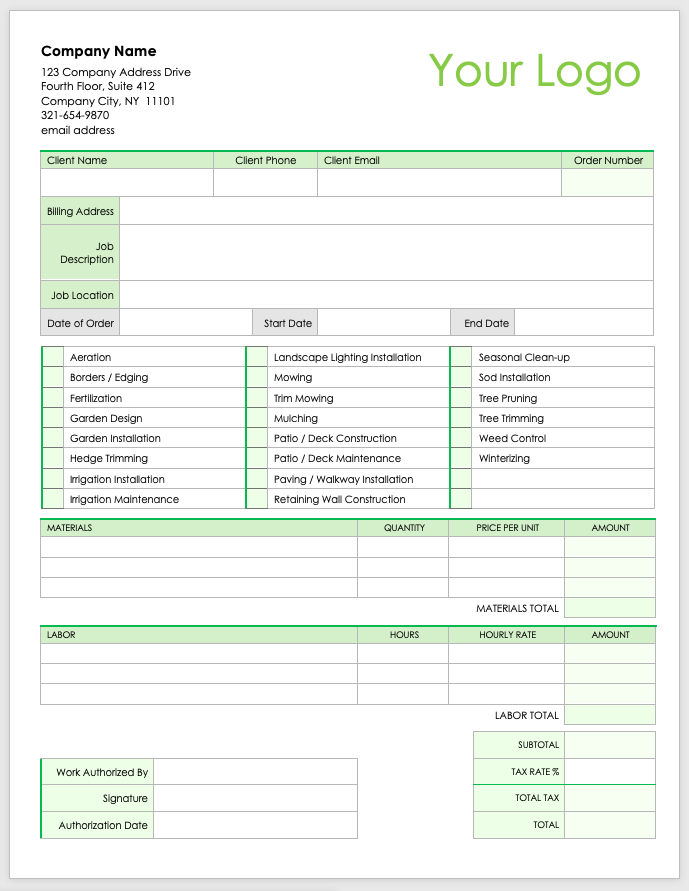 Company Name
Your Logo
123 Company Address Drive
Fourth Floor, Suite 412
Company City, NY  11101
321-654-9870
email address
Client Name Client Phone Client Email Order Number
Billing Address
Job
Description
Job Location
Date of Order Start Date End Date
Aeration Landscape Lighting Installation Seasonal Clean-up
Borders / Edging Mowing Sod Installation
Fertilization Trim Mowing Tree Pruning
Garden Design Mulching Tree Trimming
Garden Installation Patio / Deck Construction Weed Control
Hedge Trimming Patio / Deck Maintenance Winterizing
Irrigation Installation Paving / Walkway Installation
Irrigation Maintenance Retaining Wall Construction
MATERIALS QUANTITY PRICE PER UNIT AMOUNT
MATERIALS TOTAL
LABOR HOURS HOURLY RATE AMOUNT
LABOR TOTAL
SUBTOTAL
Work Authorized By TAX RATE %
Signature TOTAL TAX
Authorization Date TOTAL